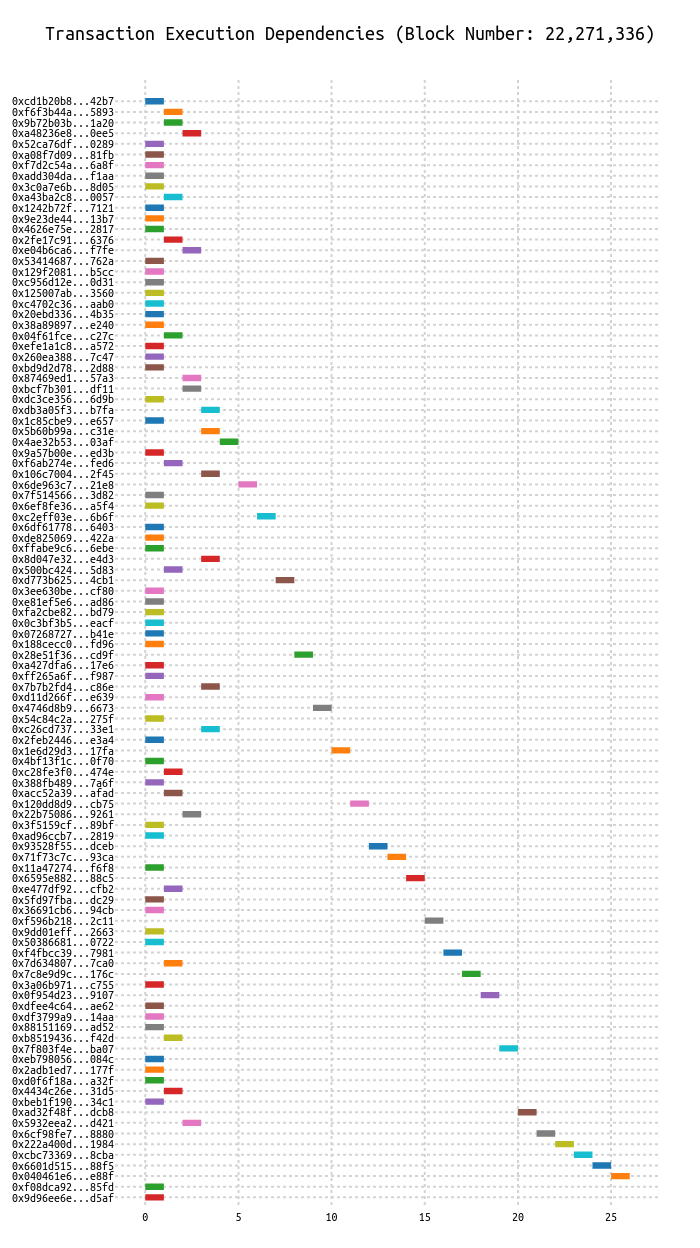 Transaction Execution Dependencies (Block Number: 22,271,336)
0xcd1b20b8...42b7
0xf6f3b44a...5893
0x9b72b03b...1a20
0xa48236e8...0ee5
0x52ca76df...0289
0xa08f7d09...81fb
0xf7d2c54a...6a8f
0xadd304da...f1aa
0x3c0a7e6b...8d05
0xa43ba2c8...0057
0x1242b72f...7121
0x9e23de44...13b7
0x4626e75e...2817
0x2fe17c91...6376
0xe04b6ca6...f7fe
0x53414687...762a
0x129f2081...b5cc
0xc956d12e...0d31
0x125007ab...3560
0xc4702c36...aab0
0x20ebd336...4b35
0x38a89897...e240
0x04f61fce...c27c
0xefe1a1c8...a572
0x260ea388...7c47
0xbd9d2d78...2d88
0x87469ed1...57a3
0xbcf7b301...df11
0xdc3ce356...6d9b
0xdb3a05f3...b7fa
0x1c85cbe9...e657
0x5b60b99a...c31e
0x4ae32b53...03af
0x9a57b00e...ed3b
0xf6ab274e...fed6
0x106c7004...2f45
0x6de963c7...21e8
0x7f514566...3d82
0x6ef8fe36...a5f4
0xc2eff03e...6b6f
0x6df61778...6403
0xde825069...422a
0xffabe9c6...6ebe
0x8d047e32...e4d3
0x500bc424...5d83
0xd773b625...4cb1
0x3ee630be...cf80
0xe81ef5e6...ad86
0xfa2cbe82...bd79
0x0c3bf3b5...eacf
0x07268727...b41e
0x188cecc0...fd96
0x28e51f36...cd9f
0xa427dfa6...17e6
0xff265a6f...f987
0x7b7b2fd4...c86e
0xd11d266f...e639
0x4746d8b9...6673
0x54c84c2a...275f
0xc26cd737...33e1
0x2feb2446...e3a4
0x1e6d29d3...17fa
0x4bf13f1c...0f70
0xc28fe3f0...474e
0x388fb489...7a6f
0xacc52a39...afad
0x120dd8d9...cb75
0x22b75086...9261
0x3f5159cf...89bf
0xad96ccb7...2819
0x93528f55...dceb
0x71f73c7c...93ca
0x11a47274...f6f8
0x6595e882...88c5
0xe477df92...cfb2
0x5fd97fba...dc29
0x36691cb6...94cb
0xf596b218...2c11
0x9dd01eff...2663
0x50386681...0722
0xf4fbcc39...7981
0x7d634807...7ca0
0x7c8e9d9c...176c
0x3a06b971...c755
0x0f954d23...9107
0xdfee4c64...ae62
0xdf3799a9...14aa
0x88151169...ad52
0xb8519436...f42d
0x7f803f4e...ba07
0xeb798056...084c
0x2adb1ed7...177f
0xd0f6f18a...a32f
0x4434c26e...31d5
0xbeb1f190...34c1
0xad32f48f...dcb8
0x5932eea2...d421
0x6cf98fe7...8880
0x222a400d...1984
0xcbc73369...8cba
0x6601d515...88f5
0x040461e6...e88f
0xf08dca92...85fd
0x9d96ee6e...d5af
0 5 10 15 20 25